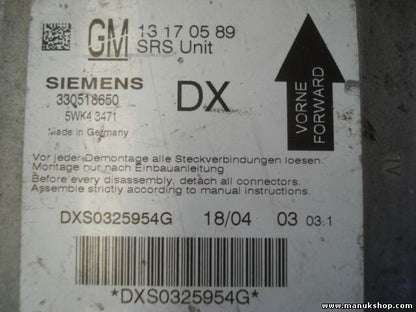 GM 13 17 05 89
SRS Unit
SIEMENS
DX
330518650
5WK4 3471
Made in Germany
VORNE
FORWARD
Vor jeder Demontage alle Steckverbindungen loesen.
Montage nur nach Einbauanleitung
Before every disassembly, detach all connectors.
Assemble strictly according to manual instructions.
DXS0325954G 18/04 03 03.1
*DXS0325954G*
www.manukshop.com